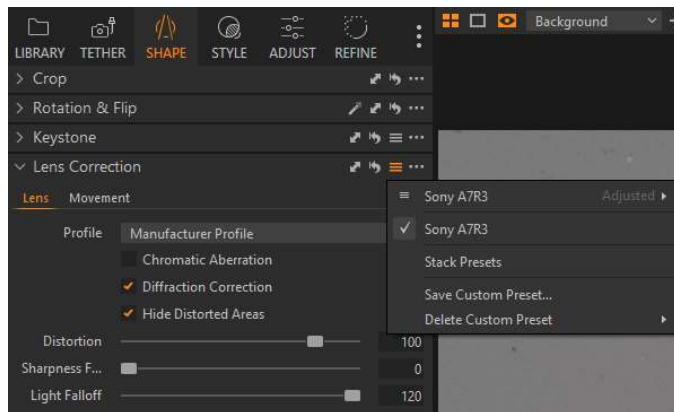 Background
LIBRARY TETHER SHAPE STYLE ADJUST REFINE
Crop
Rotation & Flip
Keystone
Lens Correction
Lens Movement
Sony A7R3 Adjusted
Sony A7R3
Stack Presets
Save Custom Preset...
Delete Custom Preset
Profile Manufacturer Profile
Chromatic Aberration
Diffraction Correction
Hide Distorted Areas
Distortion 100
Sharpness F... 0
Light Falloff 120